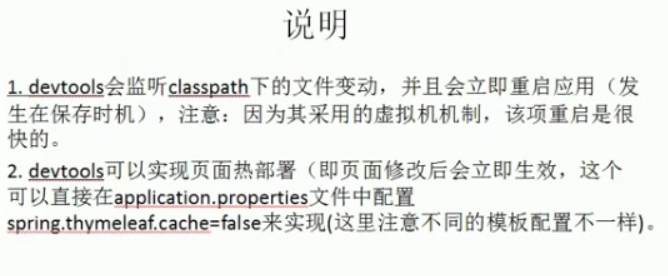 说明
1. devtools会监听classpath下的文件变动，并且会立即重启应用（发
生在保存时机），注意：因为其采用的虚拟机机制，该项重启是很
快的。
2. devtools可以实现页面热部署（即页面修改后会立即生效，这个
可以直接在application.properties文件中配置
spring.thymeleaf.cache=false来实现(这里注意不同的模板配置不一样)。